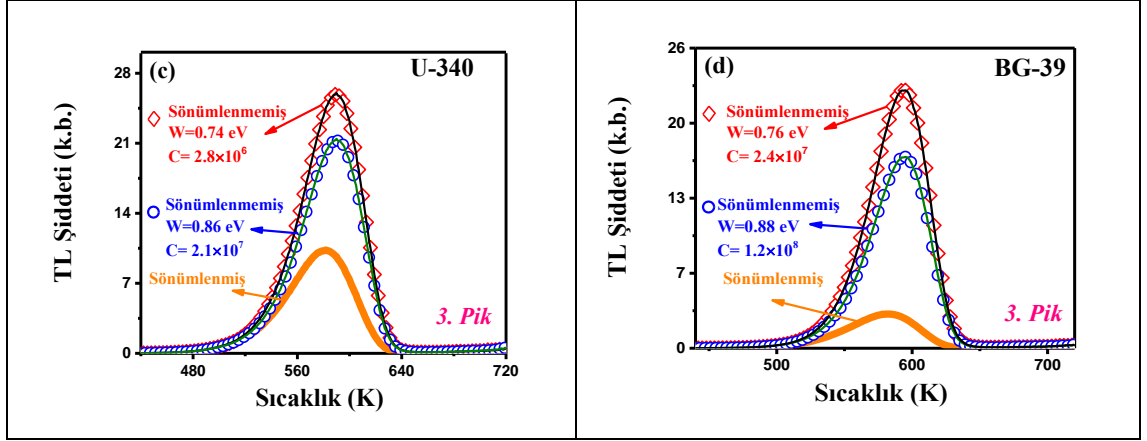 (c)
U-340
TL Şiddeti (k.b.)
28
21
14
7
0
Sönümlenmemiş
W=0.74 eV
C= 2.8×10⁶
Sönümlenmemiş
W=0.86 eV
C= 2.1×10⁷
Sönümlenmiş
3. Pik
480 560 640 720
Sıcaklık (K)
(d)
BG-39
TL Şiddeti (k.b.)
26
20
13
7
0
Sönümlenmemiş
W=0.76 eV
C= 2.4×10⁷
Sönümlenmemiş
W=0.88 eV
C= 1.2×10⁸
Sönümlenmiş
3. Pik
500 600 700
Sıcaklık (K)